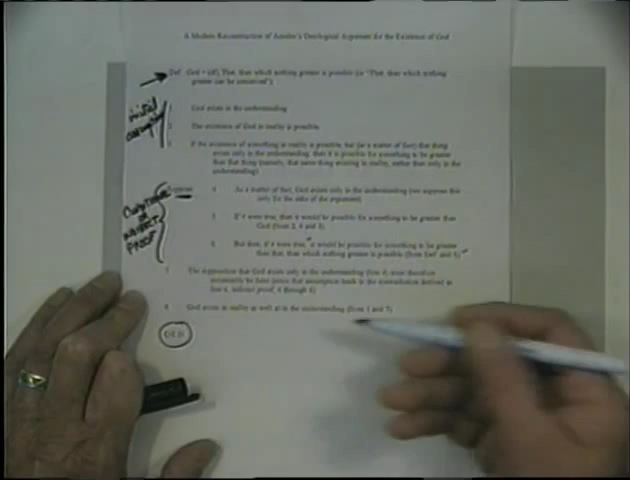 A Modern Reconstruction of Anselm's Ontological Argument for the Existence of God
Def God = (df) That, than which nothing greater is possible (or "That, than which nothing
greater can be conceived")
initial
God exists in the understanding
2 The existence of God in reality is possible
3 If the existence of something in reality is possible, but (as a matter of fact) that thing
exists only in the understanding, then it is possible for something to be greater
than that thing (namely, that same thing existing in reality, rather than only in the
understanding)
Suppose 4 As a matter of fact, God exists only in the understanding (we suppose this
only for the sake of the argument)
INDIRECT
PROOF
5 If 4 were true, then it would be possible for something to be greater than
God (from 2, 4 and 3)
6 But then, if 4 were true, "it would be possible for something to be greater
than that, than which nothing greater is possible (from Def and 5)"
7 The supposition that God exists only in the understanding (line 4) must therefore
necessarily be false (since that assumption leads to the contradiction derived at
line 6, indirect proof, 4 through 6)
8 God exists in reality as well as in the understanding (from 1 and 7)
QED